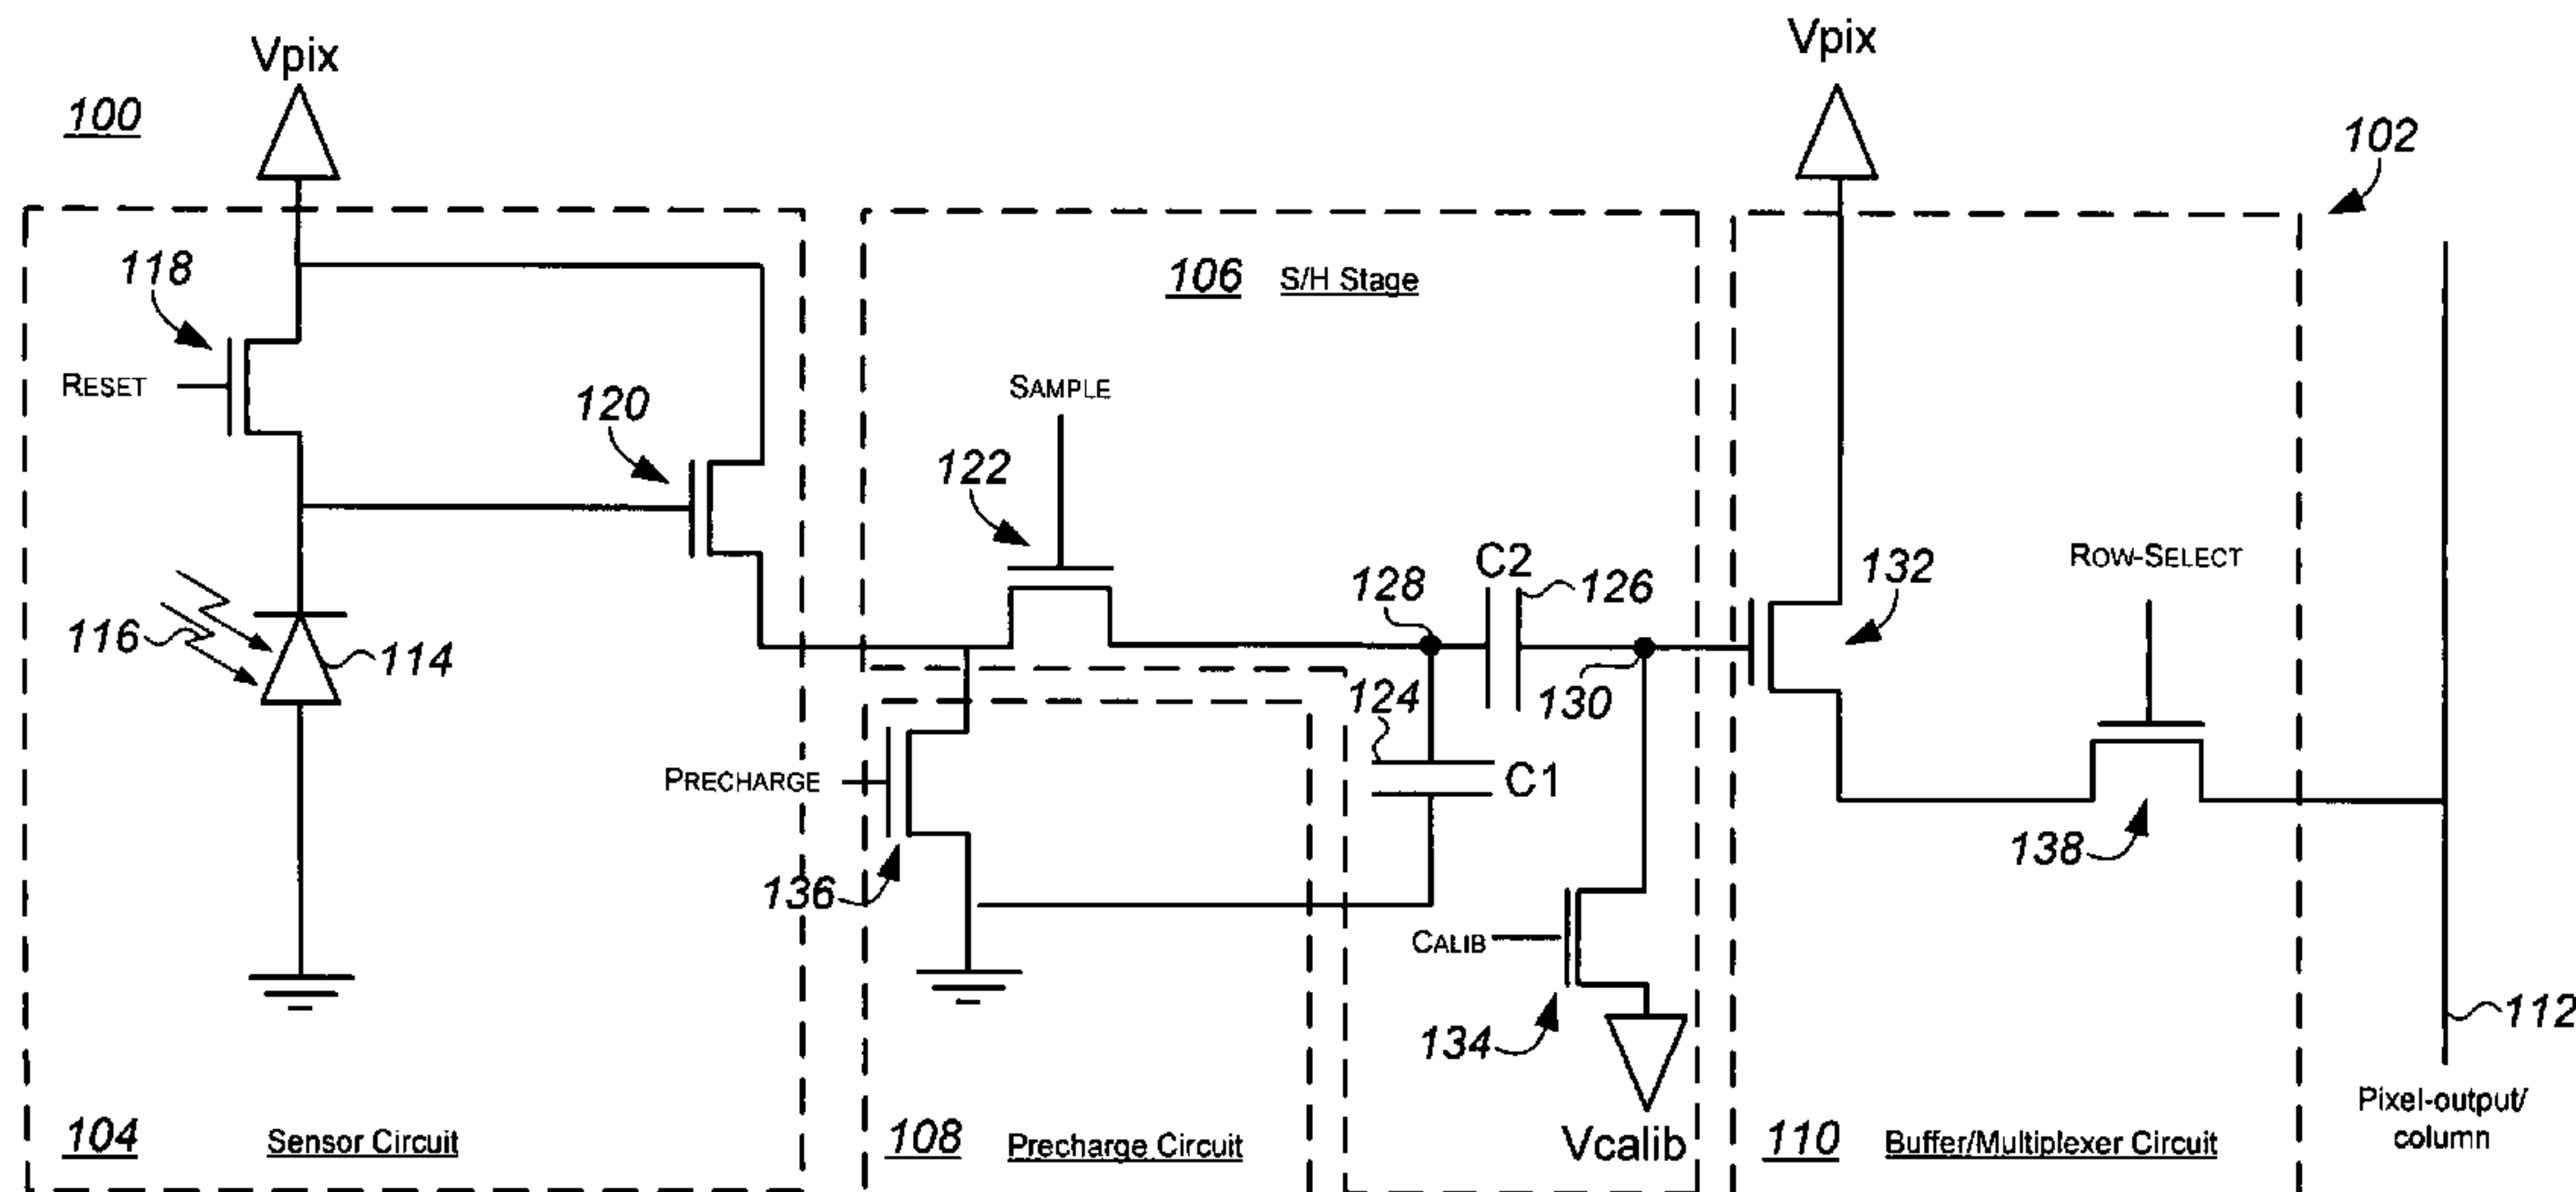 Vpix
Vpix
100
102
118
106 S/H Stage
RESET
120
SAMPLE
122
C2
128
126
132
ROW-SELECT
116
114
124
130
PRECHARGE
C1
136
138
CALIB
134
112
Vcalib
Pixel-output/
column
104 Sensor Circuit
108 Precharge Circuit
110 Buffer/Multiplexer Circuit